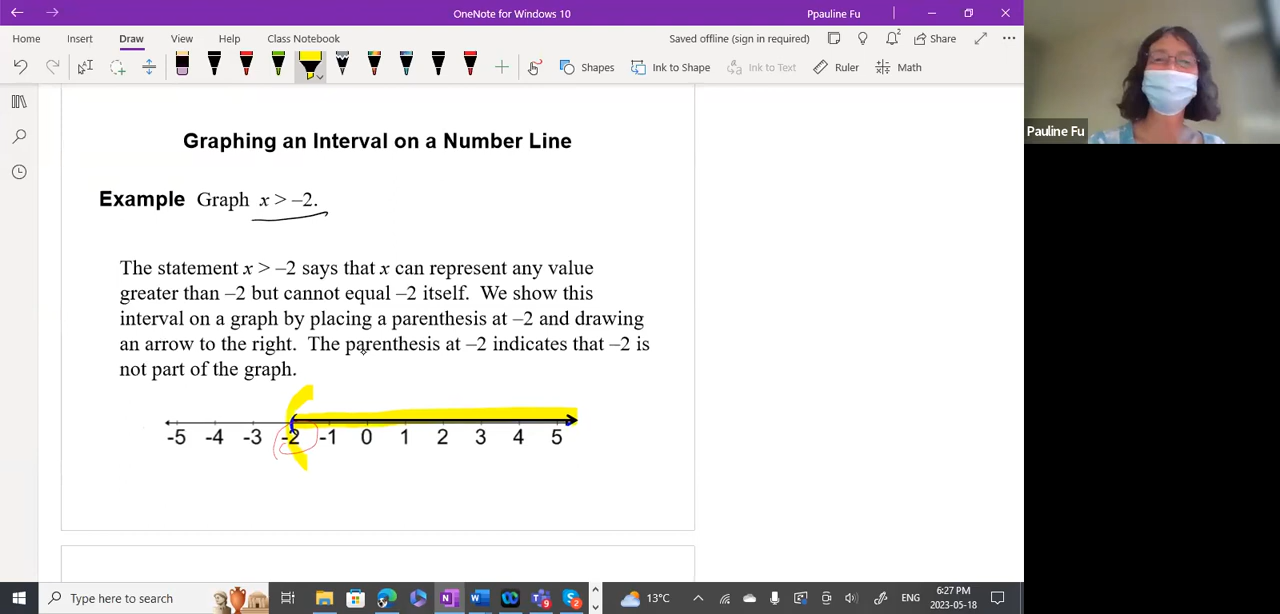 OneNote for Windows 10
Ppauline Fu
Home Insert Draw View Help Class Notebook
Saved offline (sign in required)
2
Share
Shapes
Ink to Shape
Ink to Text
Ruler
Math
Pauline Fu
Graphing an Interval on a Number Line
Example Graph x > –2.
The statement x > –2 says that x can represent any value
greater than –2 but cannot equal –2 itself. We show this
interval on a graph by placing a parenthesis at –2 and drawing
an arrow to the right. The parenthesis at –2 indicates that –2 is
not part of the graph.
(
-5 -4 -3 -2 -1 0 1 2 3 4 5
Type here to search
13°C
ENG
6:27 PM
2023-05-18